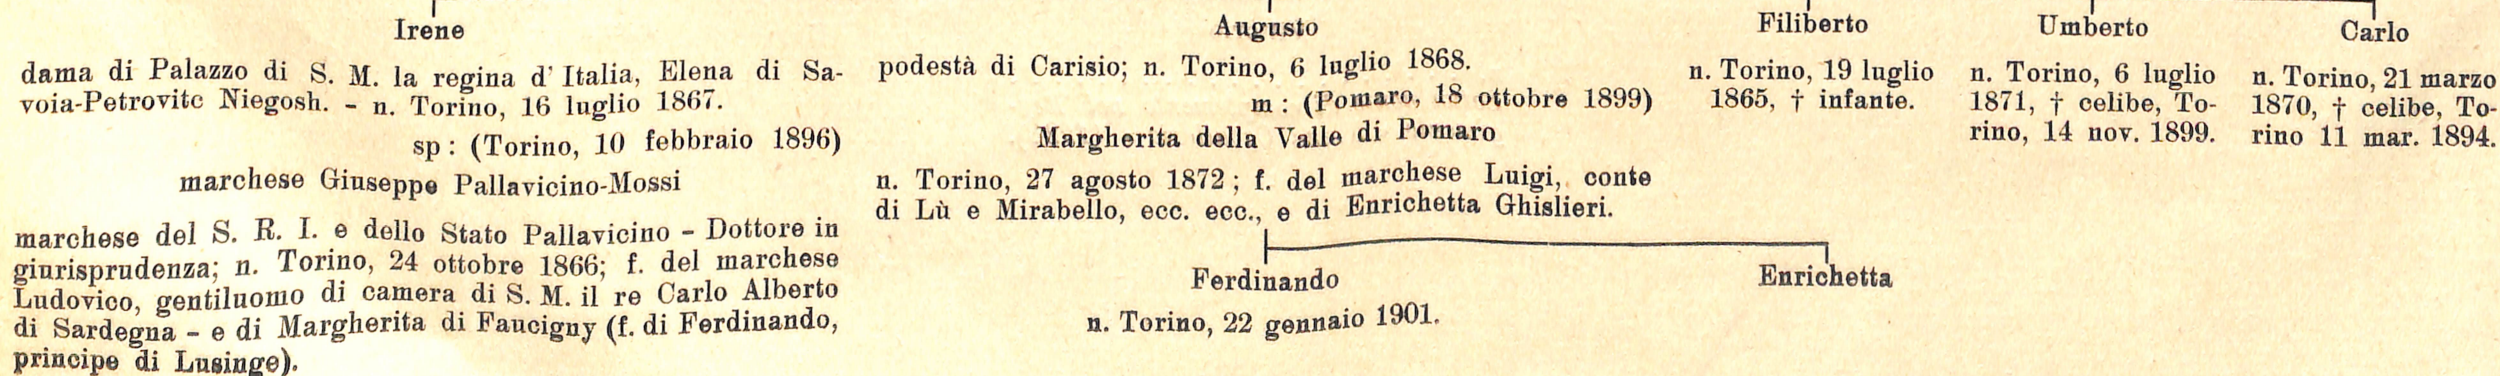 Irene
dama di Palazzo di S. M. la regina d' Italia, Elena di Sa-
voia-Petrovitc Niegosh. - n. Torino, 16 luglio 1867.
sp : (Torino, 10 febbraio 1896)
marchese Giuseppe Pallavicino-Mossi
marchese del S. R. I. e dello Stato Pallavicino - Dottore in
giurisprudenza; n. Torino, 24 ottobre 1866; f. del marchese
Ludovico, gentiluomo di camera di S. M. il re Carlo Alberto
di Sardegna - e di Margherita di Faucigny (f. di Ferdinando,
principe di Lusinge).
Augusto
podestà di Carisio; n. Torino, 6 luglio 1868.
m : (Pomaro, 18 ottobre 1899)
Margherita della Valle di Pomaro
n. Torino, 27 agosto 1872 ; f. del marchese Luigi, conte
di Lù e Mirabello, ecc. ecc., e di Enrichetta Ghislieri.
Ferdinando
n. Torino, 22 gennaio 1901.
Enrichetta
Filiberto
n. Torino, 19 luglio
1865, † infante.
Umberto
n. Torino, 6 luglio
1871, † celibe, To-
rino, 14 nov. 1899.
Carlo
n. Torino, 21 marzo
1870, † celibe, To-
rino 11 mar. 1894.